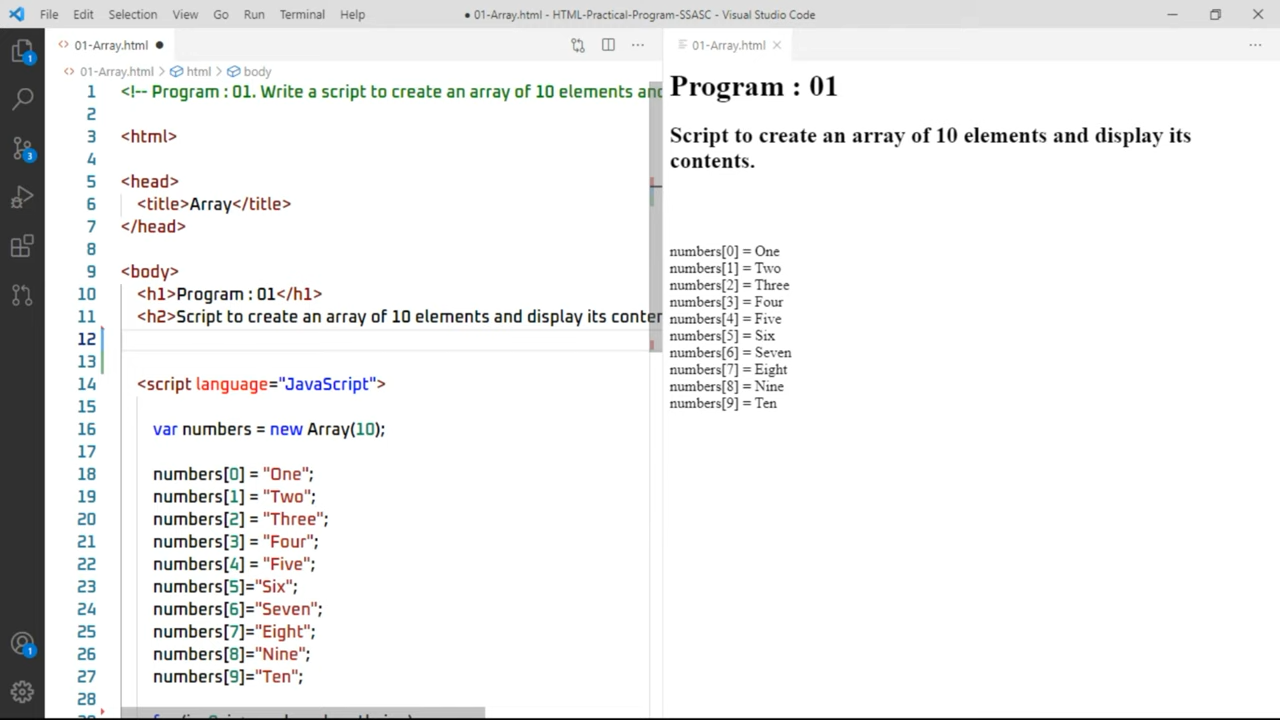 File Edit Selection View Go Run Terminal Help ● 01-Array.html - HTML-Practical-Program-SSASC - Visual Studio Code
01-Array.html ●
01-Array.html > html > body
1 <!-- Program : 01. Write a script to create an array of 10 elements and
2
3 <html>
4
5 <head>
6 <title>Array</title>
7 </head>
8
9 <body>
10 <h1>Program : 01</h1>
11 <h2>Script to create an array of 10 elements and display its conter
12
13
14 <script language="JavaScript">
15
16 var numbers = new Array(10);
17
18 numbers[0] = "One";
19 numbers[1] = "Two";
20 numbers[2] = "Three";
21 numbers[3] = "Four";
22 numbers[4] = "Five";
23 numbers[5]="Six";
24 numbers[6]="Seven";
25 numbers[7]="Eight";
26 numbers[8]="Nine";
27 numbers[9]="Ten";
28
01-Array.html
Program : 01
Script to create an array of 10 elements and display its
contents.
numbers[0] = One
numbers[1] = Two
numbers[2] = Three
numbers[3] = Four
numbers[4] = Five
numbers[5] = Six
numbers[6] = Seven
numbers[7] = Eight
numbers[8] = Nine
numbers[9] = Ten
1
3
1